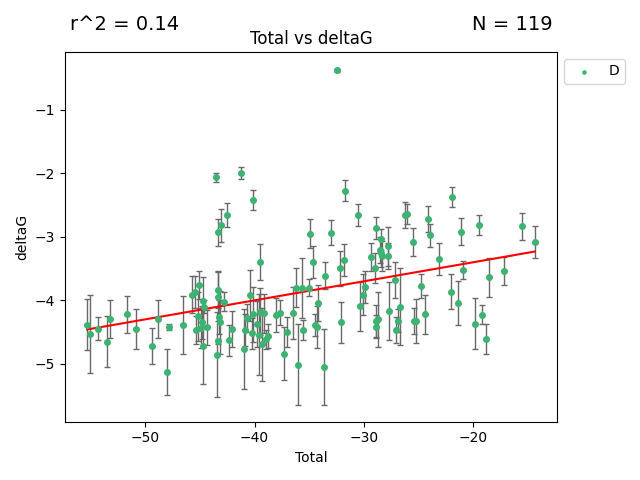 r^2 = 0.14
N = 119
Total vs deltaG
D
−1
−2
−3
−4
−5
deltaG
−50
−40
−30
−20
Total